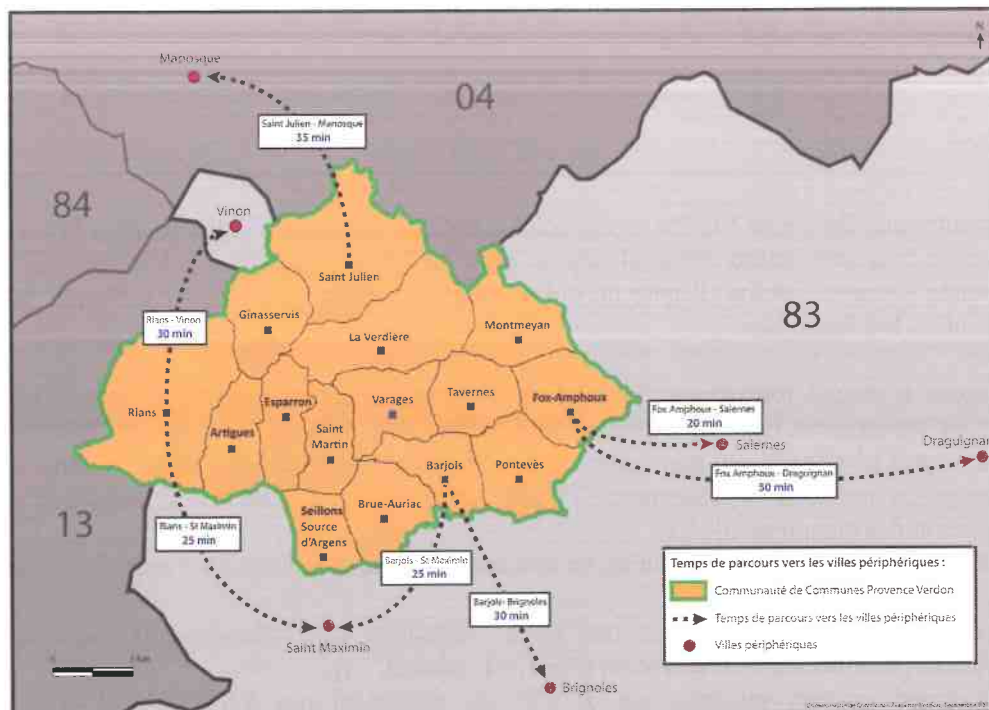 N
Manosque
04
Saint Julien - Manosque
35 min
84
Vinon
Saint Julien
Rians - Vinon
30 min
Ginasservis
La Verdiere
Montmeyan
83
Rians
Esparron
Varages
Tavernes
Fox-Amphoux
Artigues
Saint
Martin
Fox Amphoux - Salernes
20 min
Salernes
Draguignan
Barjols
Pontevès
Fox Amphoux - Draguignan
50 min
13
Seillons
Source
d'Argens
Brue-Auriac
Rians - St Maximin
25 min
Barjols - St Maximin
25 min
Barjols- Brignoles
30 min
Saint Maximin
Brignoles
Temps de parcours vers les villes périphériques :
Communauté de Communes Provence Verdon
Temps de parcours vers les villes périphériques
Villes périphériques